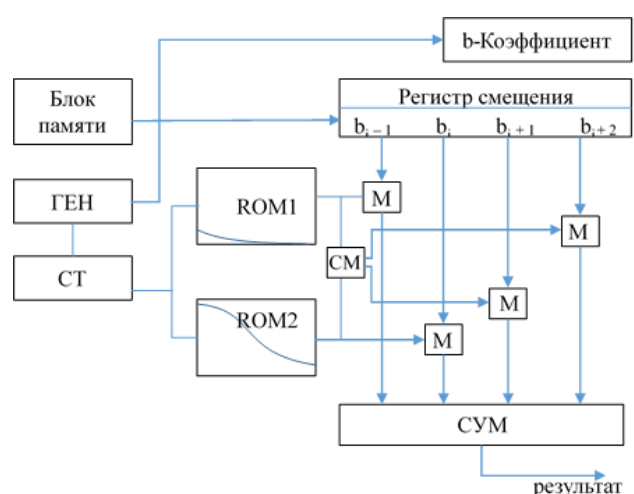 b-Коэффициент
Блок
памяти
Регистр смещения
b i – 1 b i b i + 1 b i + 2
ГЕН
ROM1
М
М
СМ
СТ
М
ROM2
М
СУМ
результат